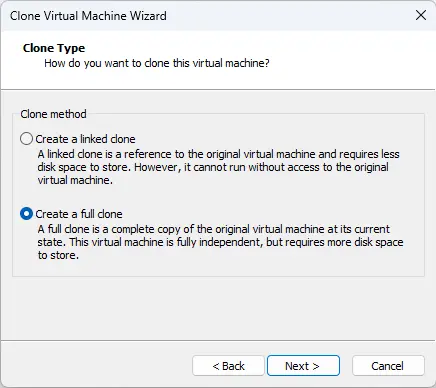 Clone Virtual Machine Wizard
Clone Type
How do you want to clone this virtual machine?
Clone method
Create a linked clone
A linked clone is a reference to the original virtual machine and requires less
disk space to store. However, it cannot run without access to the original
virtual machine.
Create a full clone
A full clone is a complete copy of the original virtual machine at its current
state. This virtual machine is fully independent, but requires more disk space
to store.
< Back
Next >
Cancel